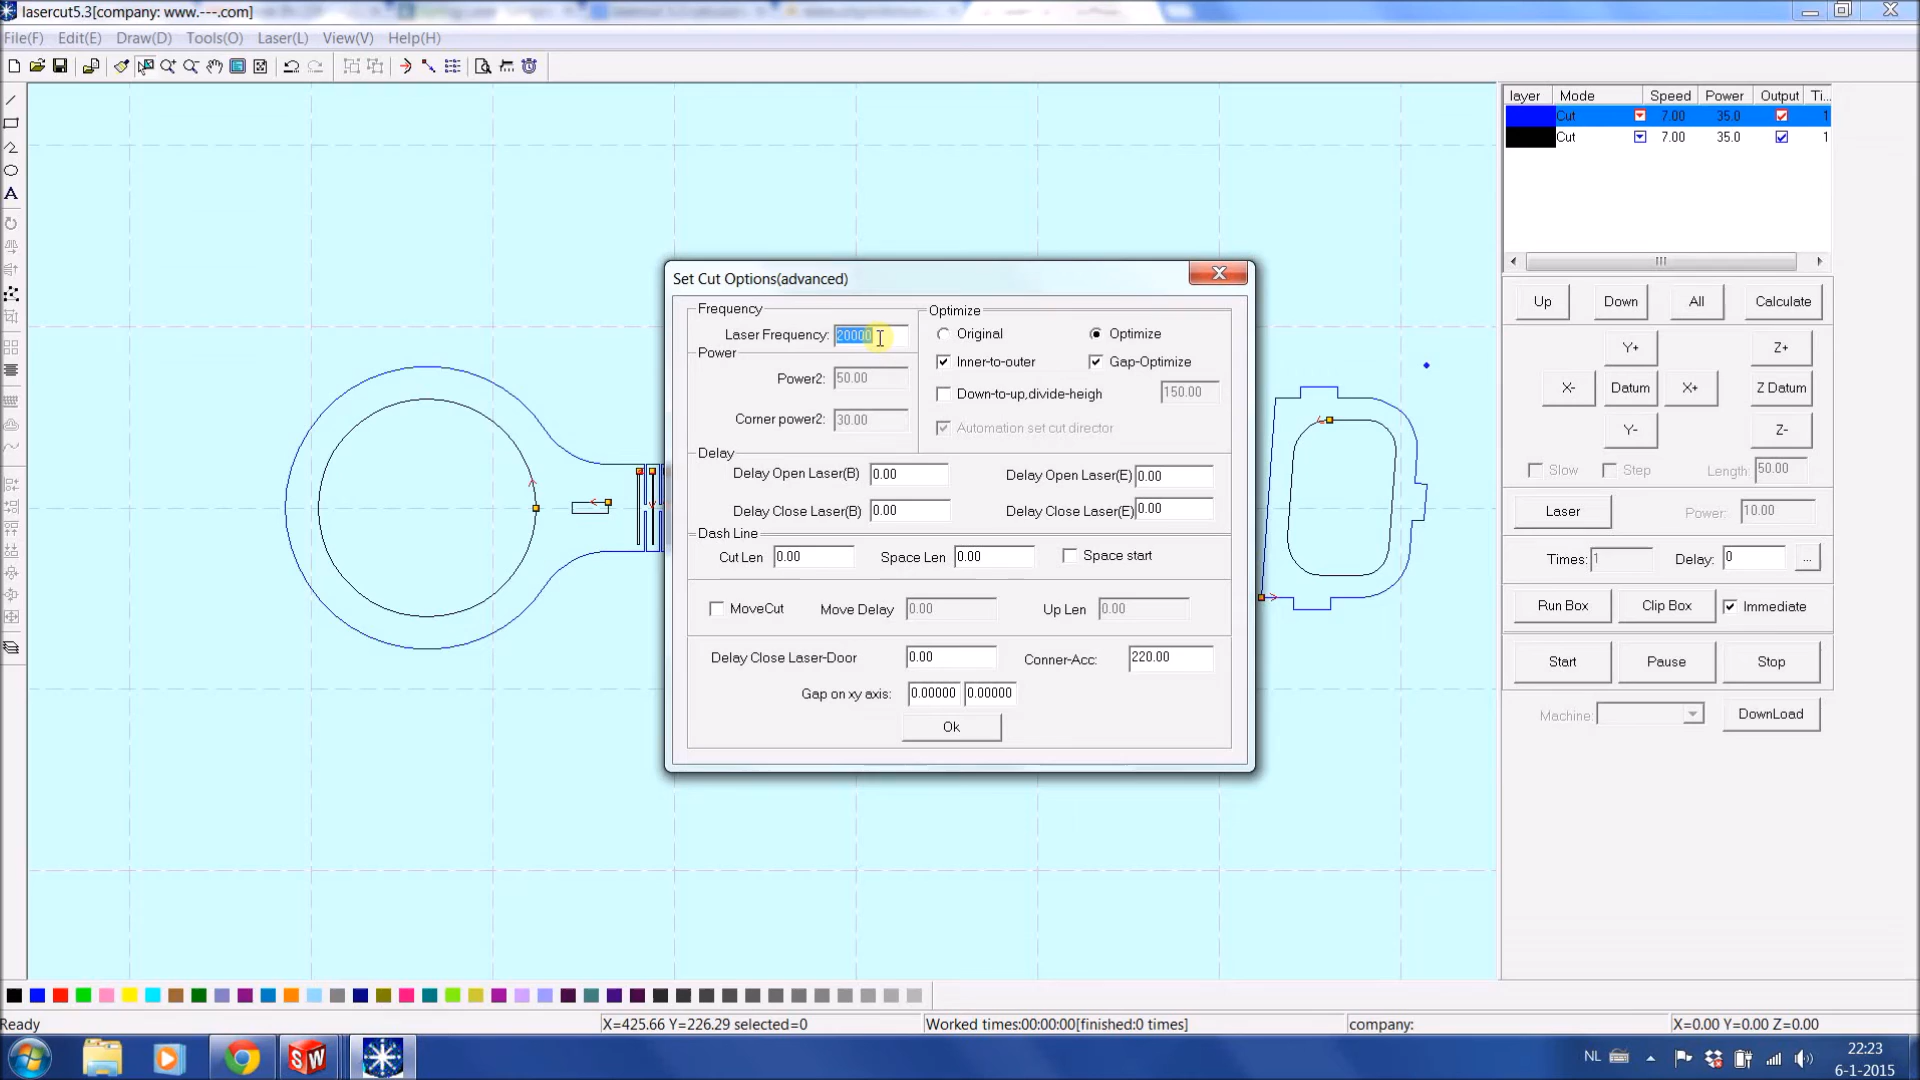 lasercut5.3[company: www.---.com]
File(F) Edit(E) Draw(D) Tools(O) Laser(L) View(V) Help(H)
layer Mode Speed Power Output Ti...
Cut 7.00 35.0 1
Cut 7.00 35.0 1
Set Cut Options(advanced)
Frequency
Laser Frequency: 20000
Power
Power2: 50.00
Corner power2: 30.00
Optimize
Original Optimize
Inner-to-outer Gap-Optimize
Down-to-up,divide-heigh 150.00
Automation set cut director
Delay
Delay Open Laser(B) 0.00 Delay Open Laser(E) 0.00
Delay Close Laser(B) 0.00 Delay Close Laser(E) 0.00
Dash Line
Cut Len 0.00 Space Len 0.00 Space start
MoveCut Move Delay 0.00 Up Len 0.00
Delay Close Laser-Door 0.00 Conner-Acc: 220.00
Gap on xy axis: 0.00000 0.00000
Ok
Up Down All Calculate
Y+ Z+
X- Datum X+ Z Datum
Y- Z-
Slow Step Length: 50.00
Laser Power: 10.00
Times: 1 Delay: 0 ...
Run Box Clip Box Immediate
Start Pause Stop
Machine: DownLoad
Ready X=425.66 Y=226.29 selected=0 Worked times:00:00:00[finished:0 times] company: X=0.00 Y=0.00 Z=0.00
SW NL 22:23
6-1-2015